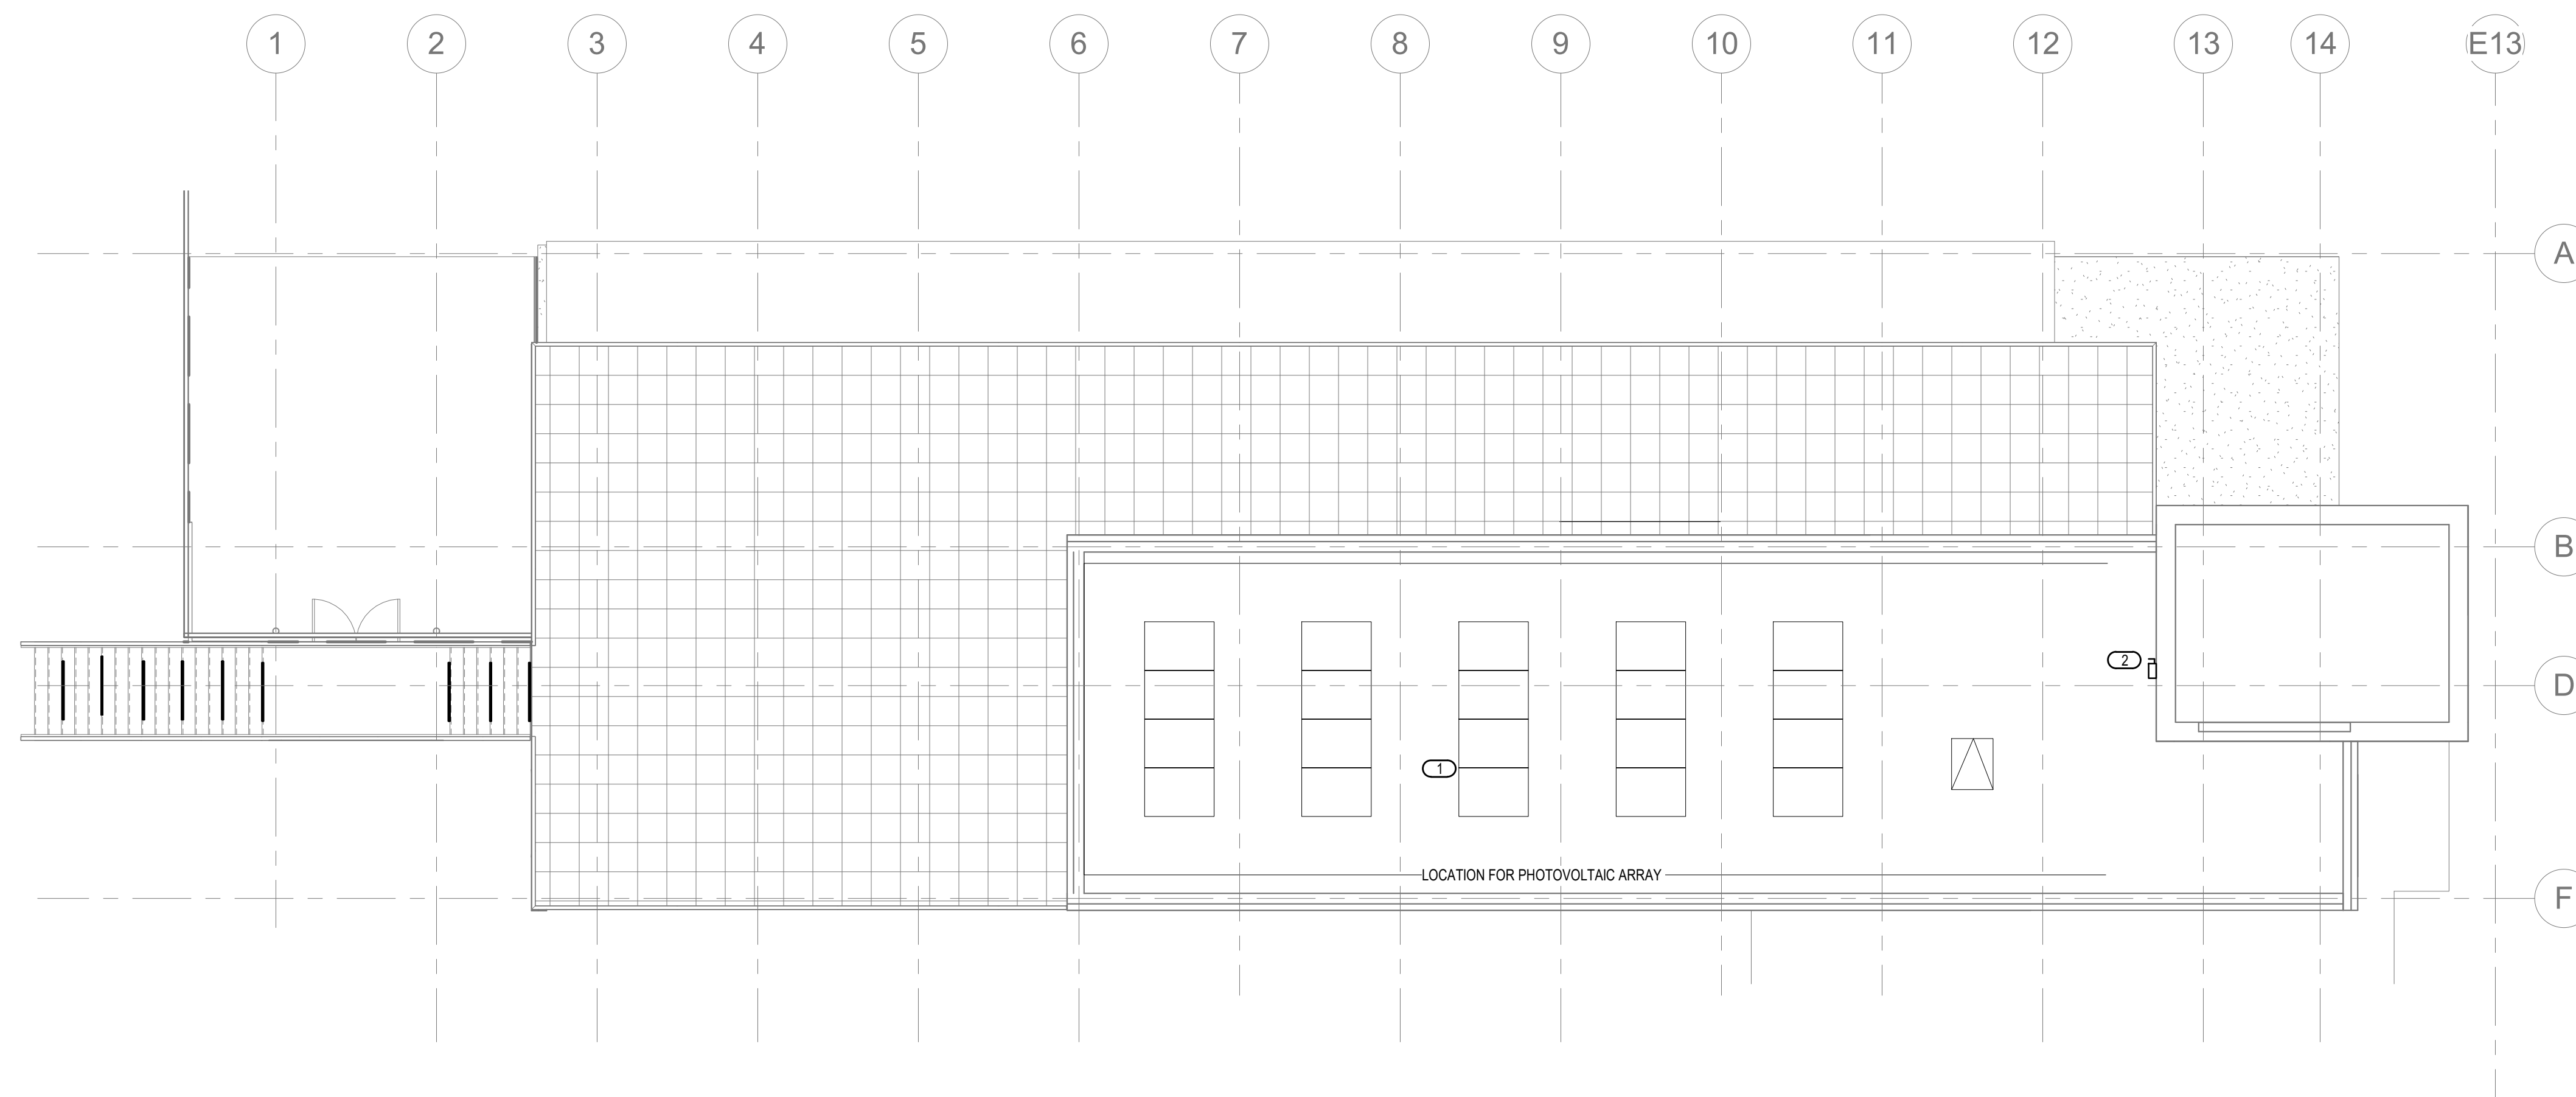 1 2 3 4 5 6 7 8 9 10 11 12 13 14 E13
A
B
2
D
1
LOCATION FOR PHOTOVOLTAIC ARRAY
F